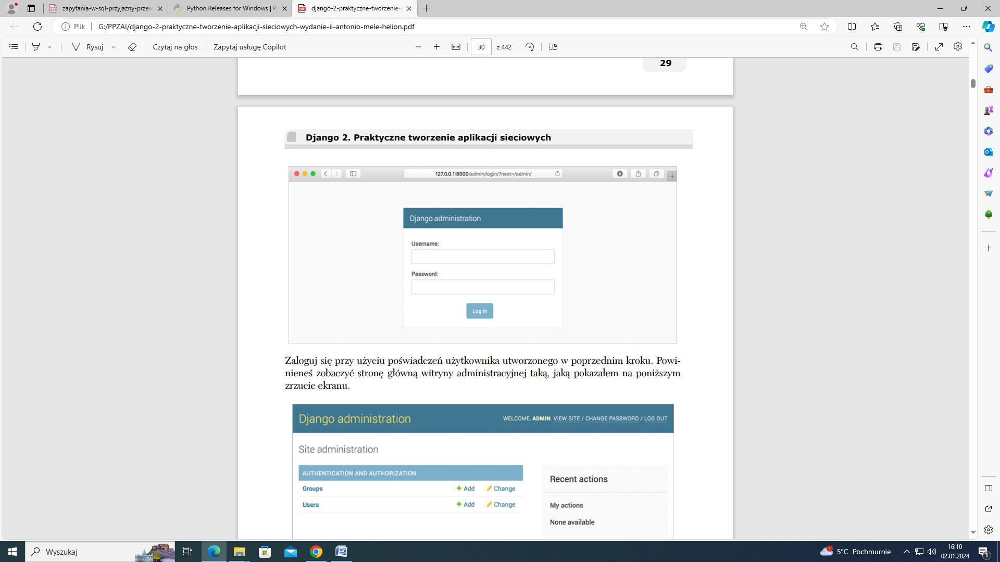 zapytania-w-sql-przyjazny-przew
Python Releases for Windows | Py
django-2-praktyczne-tworzenie-a
Plik
G:/PPZAI/django-2-praktyczne-tworzenie-aplikacji-sieciowych-wydanie-ii-antonio-mele-helion.pdf
Rysuj
Czytaj na głos
Zapytaj usługę Copilot
30
z 442
29
Django 2. Praktyczne tworzenie aplikacji sieciowych
127.0.0.1:8000/admin/login/?next=/admin/
Django administration
Username:
Password:
Log in
Zaloguj się przy użyciu poświadczeń użytkownika utworzonego w poprzednim kroku. Powi-
nieneś zobaczyć stronę główną witryny administracyjnej taką, jaką pokazałem na poniższym
zrzucie ekranu.
Django administration
WELCOME, ADMIN. VIEW SITE / CHANGE PASSWORD / LOG OUT
Site administration
AUTHENTICATION AND AUTHORIZATION
Groups
+ Add
Change
Users
+ Add
Change
Recent actions
My actions
None available
Wyszukaj
1
5°C Pochmurnie
16:10
02.01.2024
1